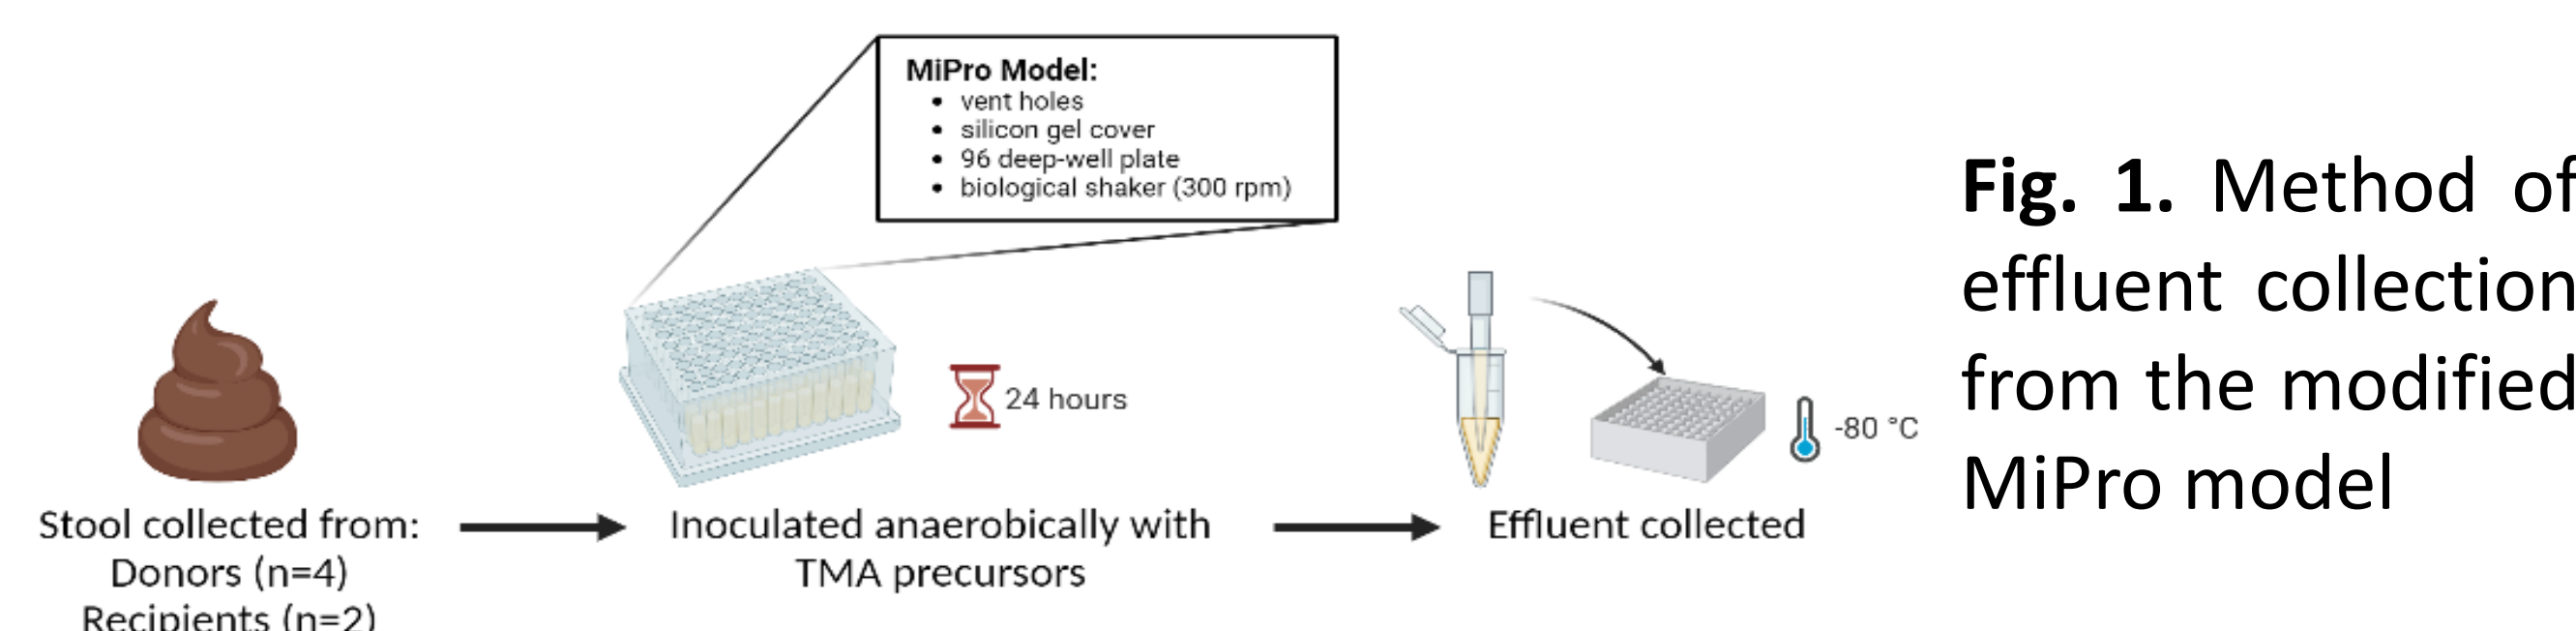 MiPro Model:
• vent holes
• silicon gel cover
• 96 deep-well plate
• biological shaker (300 rpm)
24 hours
-80 °C
Stool collected from:
Donors (n=4)
Recipients (n=2)
Inoculated anaerobically with
TMA precursors
Effluent collected
Fig. 1. Method of
effluent collection
from the modified
MiPro model